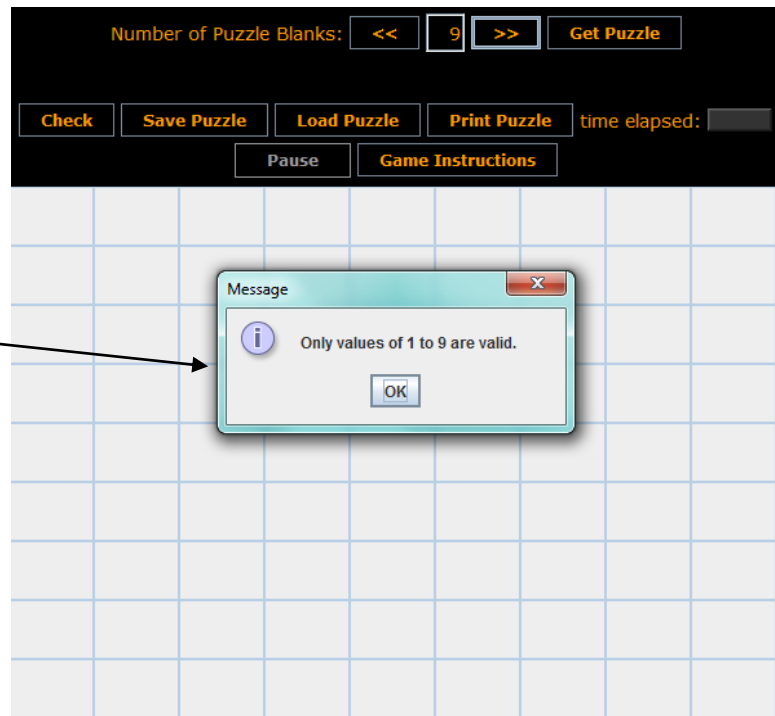 Number of Puzzle Blanks: << 9 >> Get Puzzle
Check Save Puzzle Load Puzzle Print Puzzle time elapsed:
Pause Game Instructions
Message X
i Only values of 1 to 9 are valid.
OK